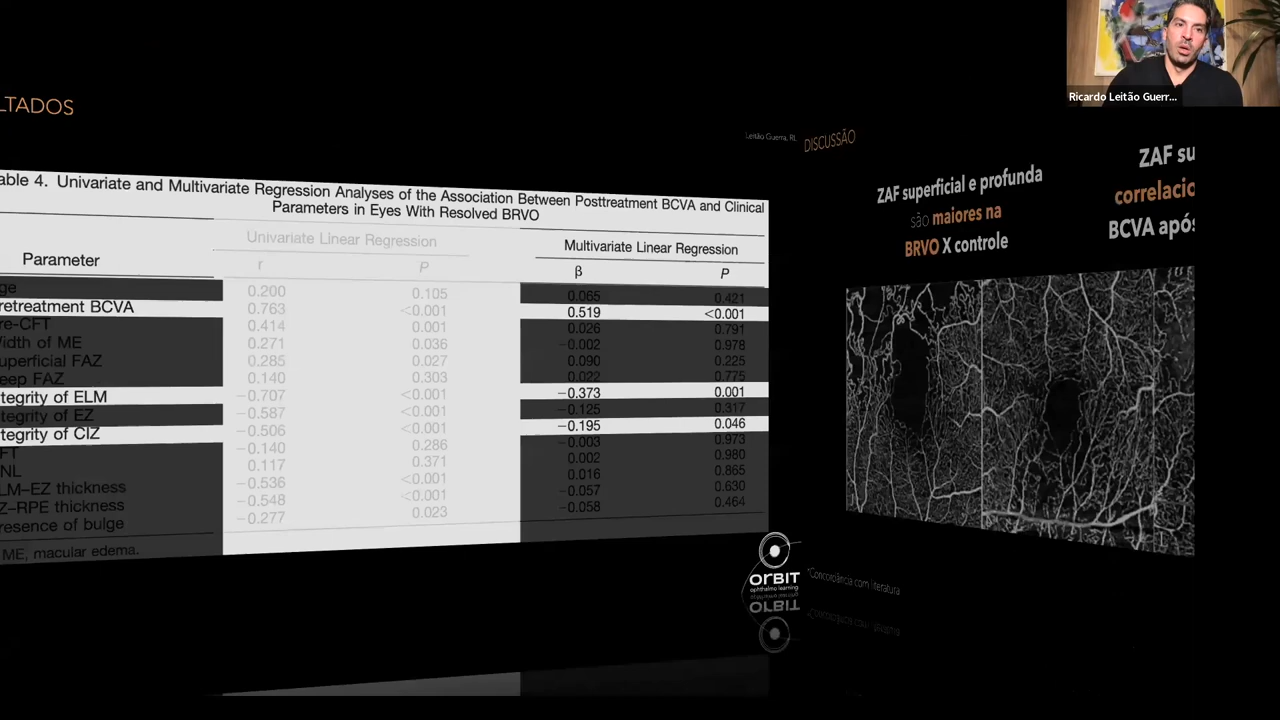 LTADOS
able 4. Univariate and Multivariate Regression Analyses of the Association Between Posttreatment BCVA and Clinical
Parameters in Eyes With Resolved BRVO
Univariate Linear Regression Multivariate Linear Regression
Parameter r P β P
ge 0.200 0.105 0.065 0.421
retreatment BCVA 0.763 <0.001 0.519 <0.001
re-CFT 0.414 0.001 0.026 0.791
Width of ME 0.271 0.036 −0.002 0.978
uperficial FAZ 0.285 0.027 0.090 0.225
eep FAZ 0.140 0.303 0.022 0.775
tegrity of ELM −0.707 <0.001 −0.373 0.001
tegrity of EZ −0.587 <0.001 −0.125 0.317
tegrity of CIZ −0.506 <0.001 −0.195 0.046
FT −0.140 0.286 −0.003 0.973
NL 0.117 0.371 0.002 0.980
LM–EZ thickness −0.536 <0.001 0.016 0.865
Z–RPE thickness −0.548 <0.001 −0.057 0.630
resence of bulge −0.277 0.023 −0.058 0.464
ME, macular edema.
Leitão Guerra, RL
DISCUSSÃO
ZAF superficial e profunda
são maiores na
BRVO X controle
ZAF su
correlacio
BCVA após
ORBIT
ophthalmo learning
*Concordância com literatura
Ricardo Leitão Guerr...